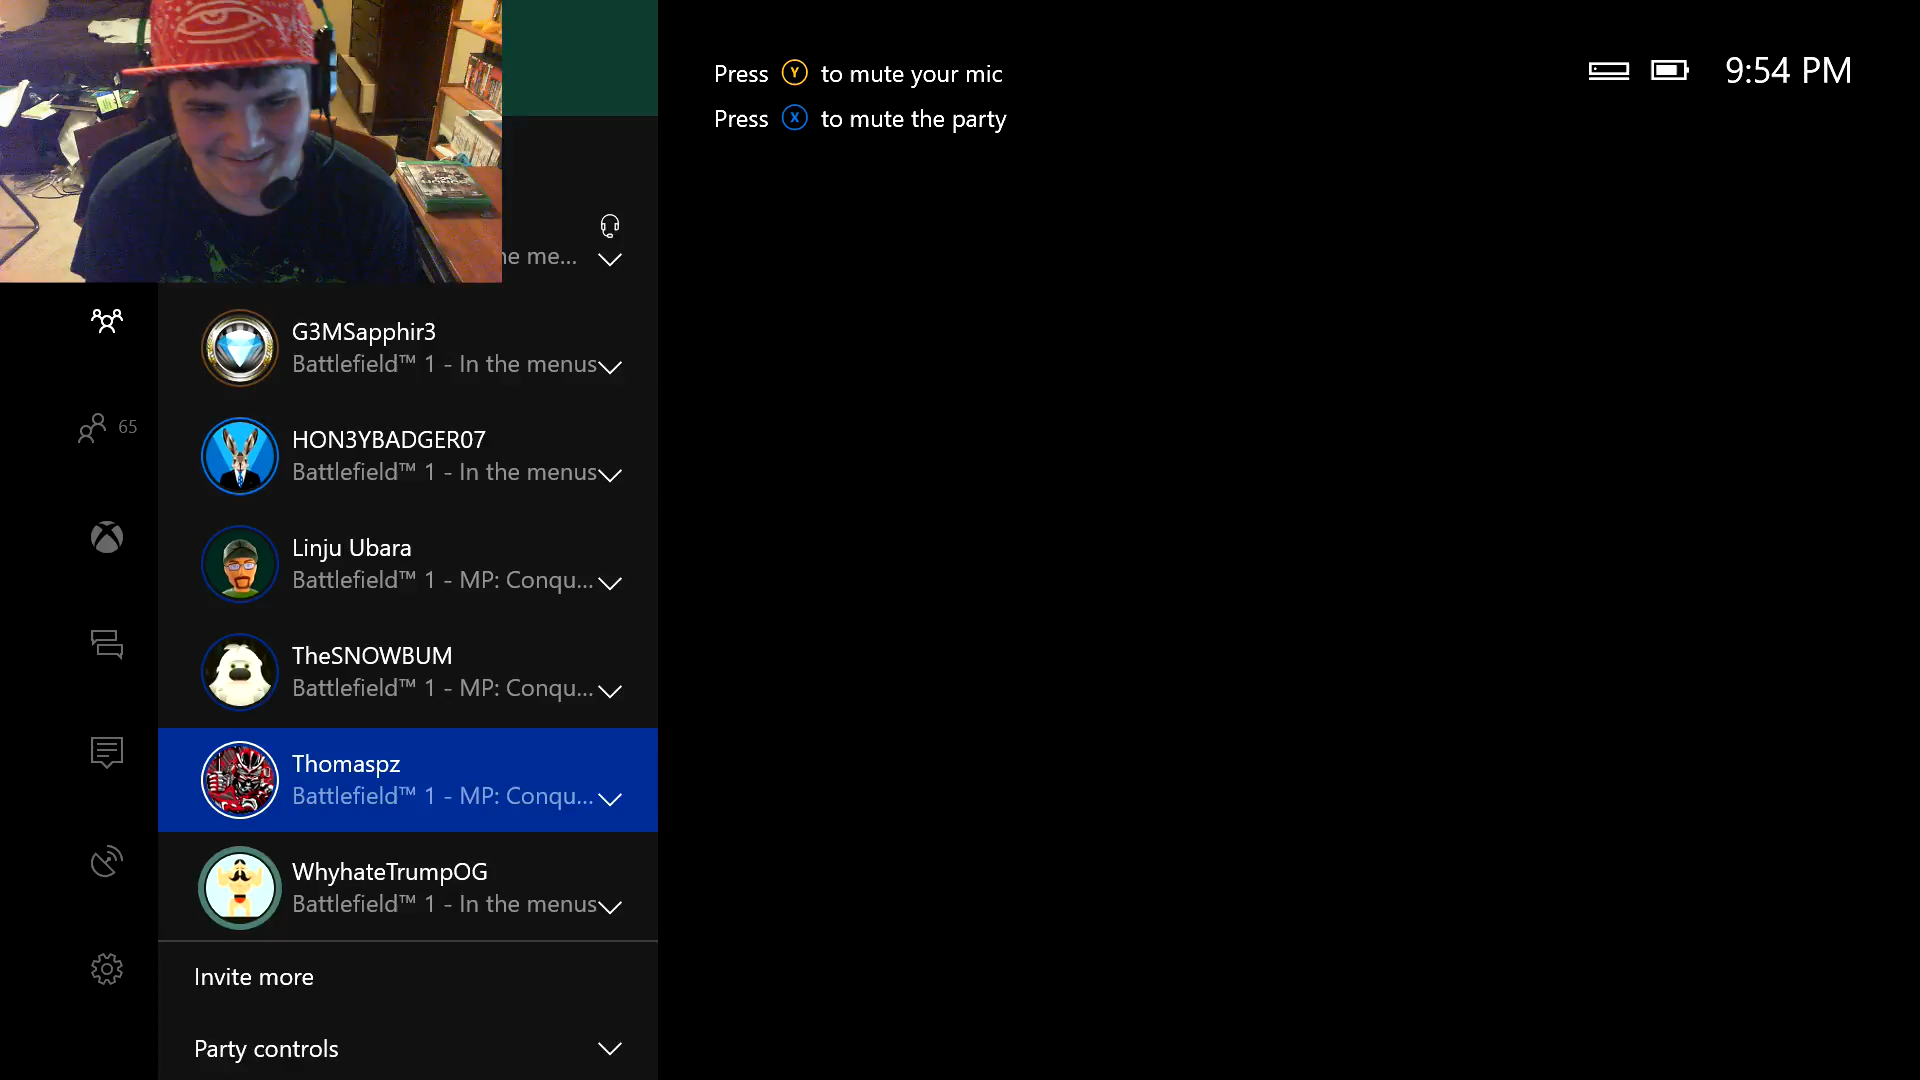 Press Y to mute your mic
Press X to mute the party
9:54 PM
he me...
G3MSapphir3
Battlefield™ 1 - In the menus
HON3YBADGER07
Battlefield™ 1 - In the menus
65
Linju Ubara
Battlefield™ 1 - MP: Conqu...
TheSNOWBUM
Battlefield™ 1 - MP: Conqu...
Thomaspz
Battlefield™ 1 - MP: Conqu...
WhyhateTrumpOG
Battlefield™ 1 - In the menus
Invite more
Party controls